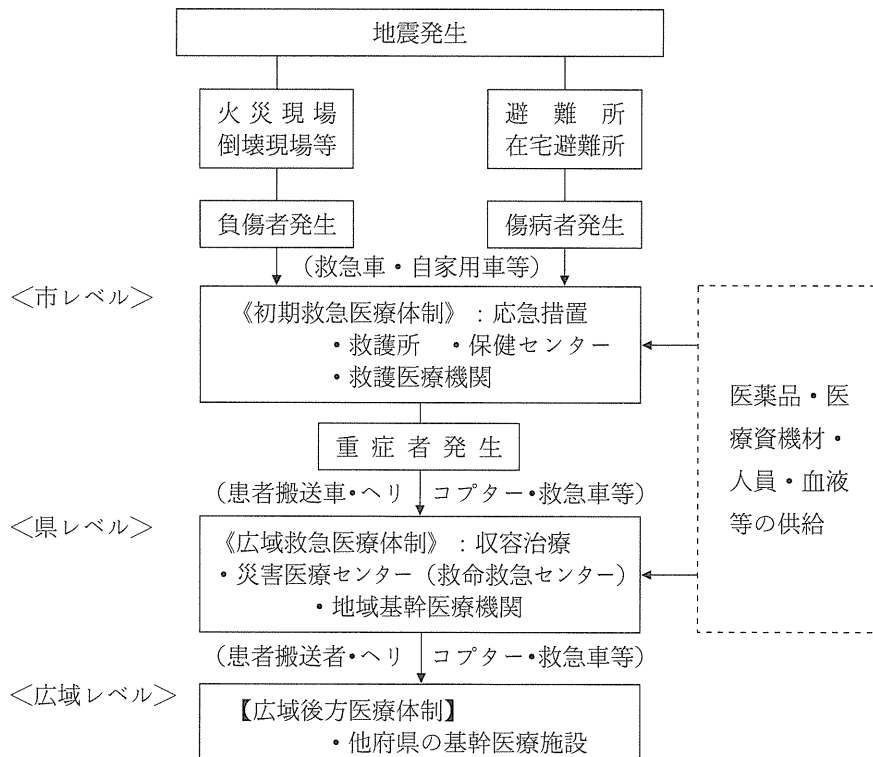 地震発生
火災現場
倒壊現場等
避難所
在宅避難所
負傷者発生
傷病者発生
(救急車・自家用車等)
＜市レベル＞
《初期救急医療体制》：応急措置
・救護所 ・保健センター
・救護医療機関
医薬品・医
療資機材・
人員・血液
等の供給
重症者発生
(患者搬送車・ヘリコプター・救急車等)
＜県レベル＞
《広域救急医療体制》：収容治療
・災害医療センター（救命救急センター）
・地域基幹医療機関
(患者搬送者・ヘリコプター・救急車等)
＜広域レベル＞
【広域後方医療体制】
・他府県の基幹医療施設